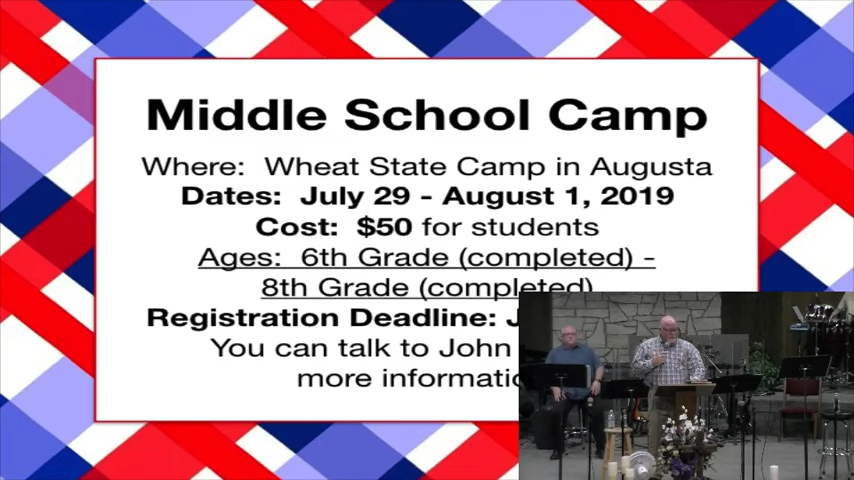 Middle School Camp
Where: Wheat State Camp in Augusta
Dates: July 29 - August 1, 2019
Cost: $50 for students
Ages: 6th Grade (completed) -
8th Grade (completed)
Registration Deadline:
You can talk to John
more